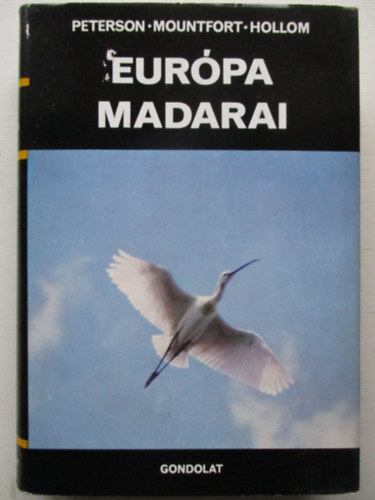 PETERSON • MOUNTFORT • HOLLOM
EURÓPA
MADARAI
GONDOLAT